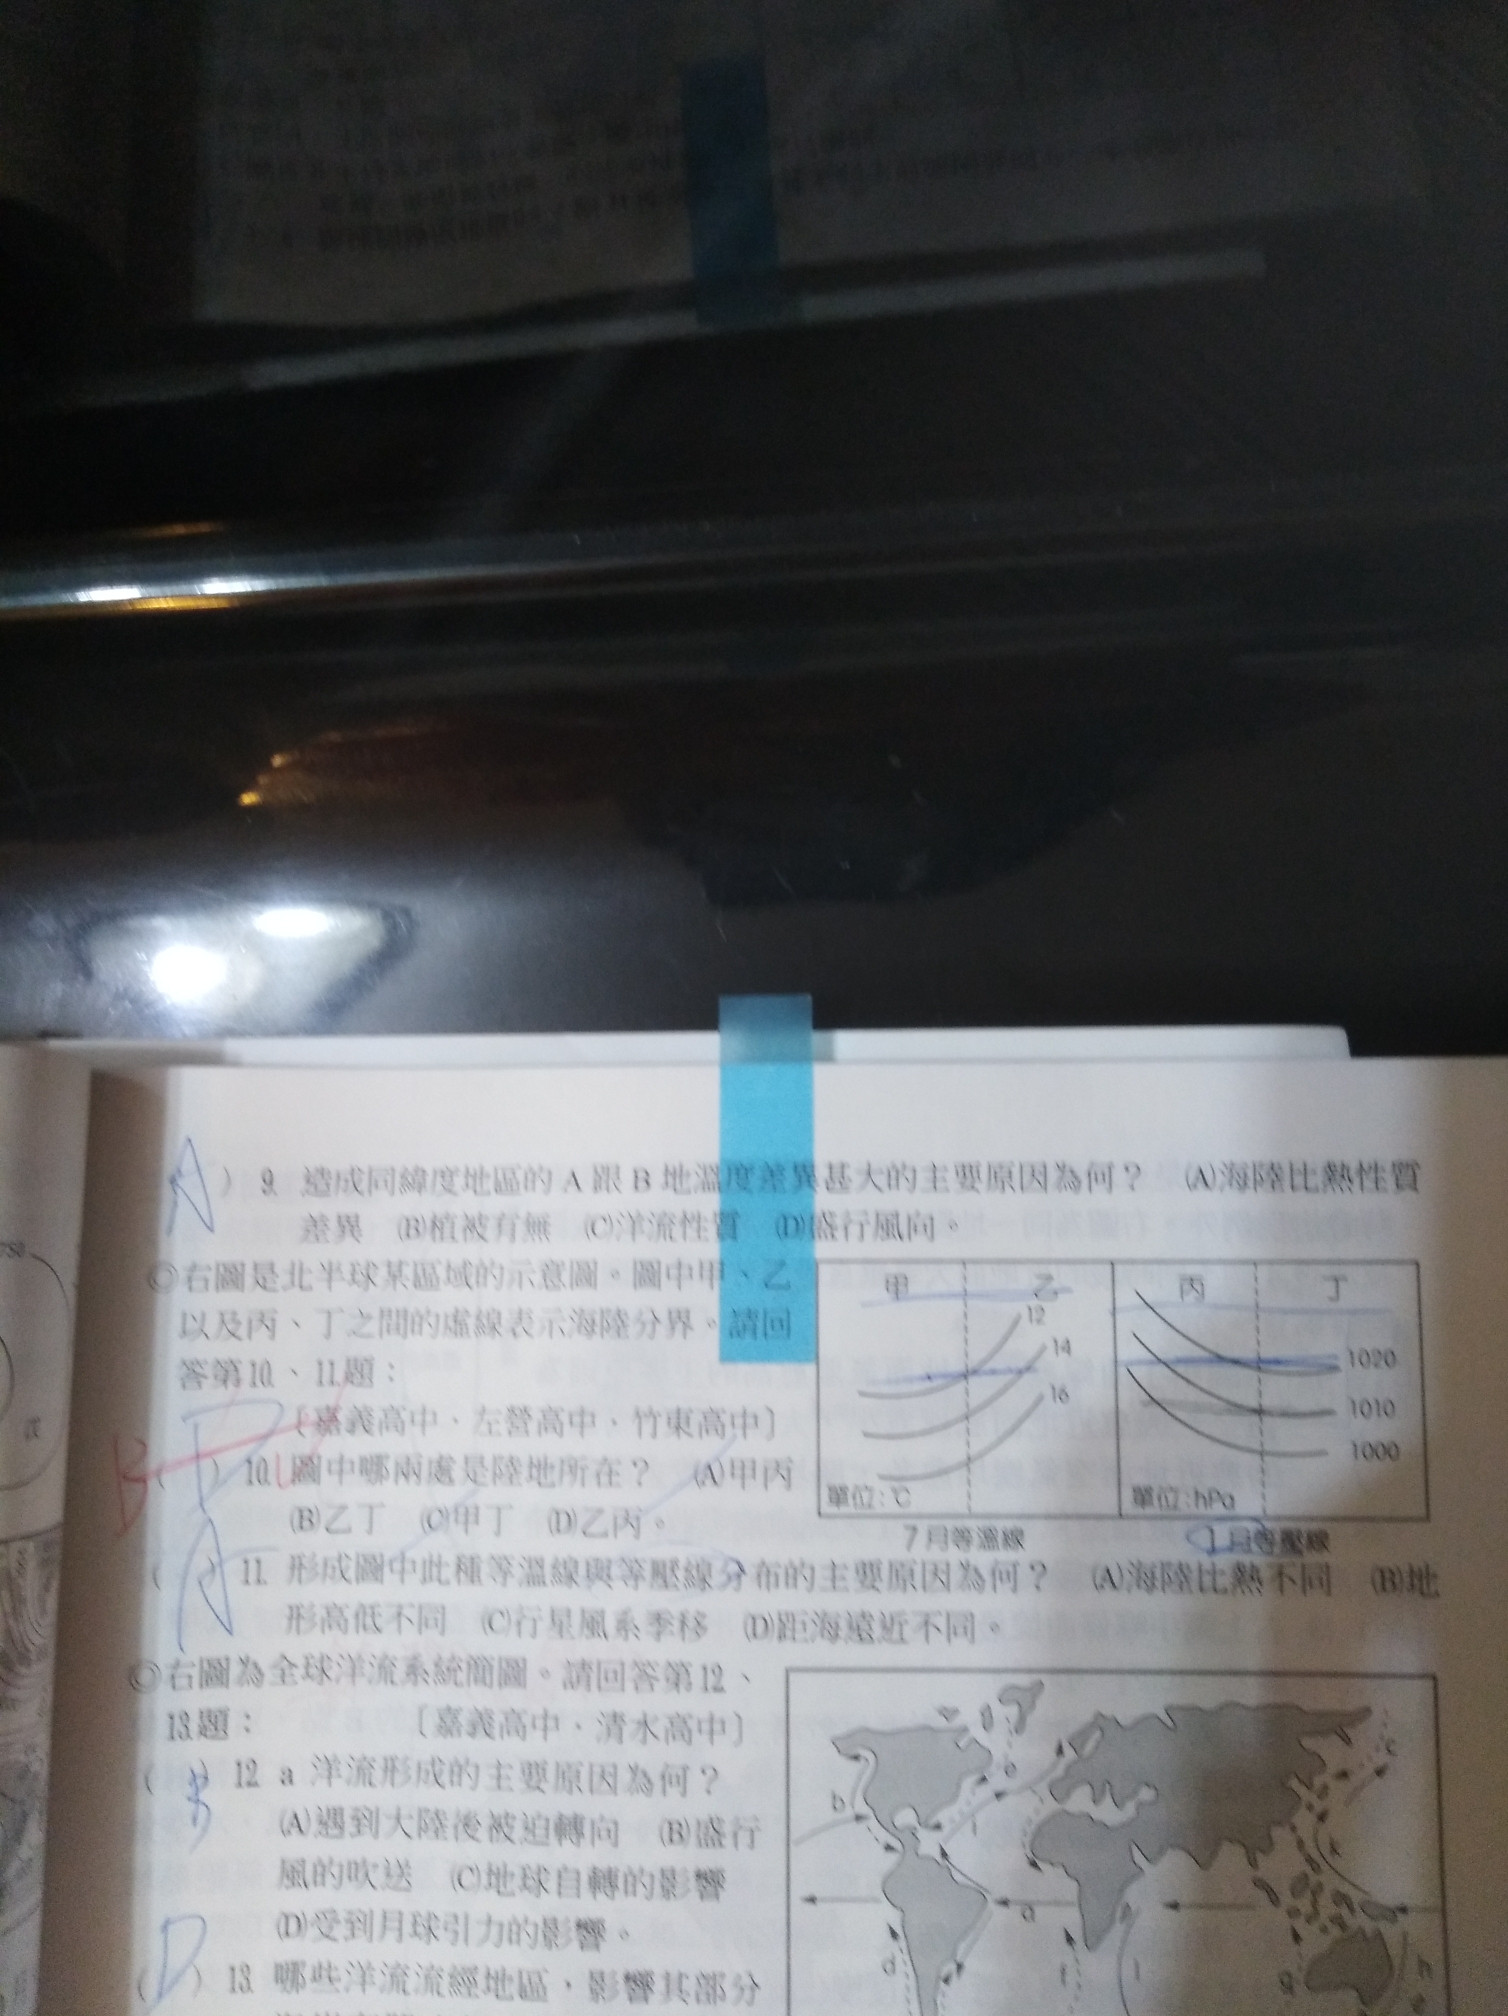 A ) 9. 造成同緯度地區的 A 跟 B 地溫度差異甚大的主要原因為何？ (A)海陸比熱性質
差異 (B)植被有無 (C)洋流性質 (D)盛行風向。
◎右圖是北半球某區域的示意圖。圖中甲、乙
以及丙、丁之間的虛線表示海陸分界。請回
答第10、11題：
〔嘉義高中、左營高中、竹東高中〕
B D
( ) 10. 圖中哪兩處是陸地所在？ (A)甲丙
(B)乙丁 (C)甲丁 (D)乙丙。
甲 乙
12
14
16
單位：℃
7月等溫線
丙 丁
1020
1010
1000
單位：hPa
1月等壓線
( A ) 11. 形成圖中此種等溫線與等壓線分布的主要原因為何？ (A)海陸比熱不同 (B)地
形高低不同 (C)行星風系季移 (D)距海遠近不同。
◎右圖為全球洋流系統簡圖。請回答第12、
13.題： 〔嘉義高中、清水高中〕
( B ) 12. a 洋流形成的主要原因為何？
(A)遇到大陸後被迫轉向 (B)盛行
風的吹送 (C)地球自轉的影響
(D)受到月球引力的影響。
( D ) 13. 哪些洋流流經地區，影響其部分
b
e
c
i
k
a
d
f
l
g
h